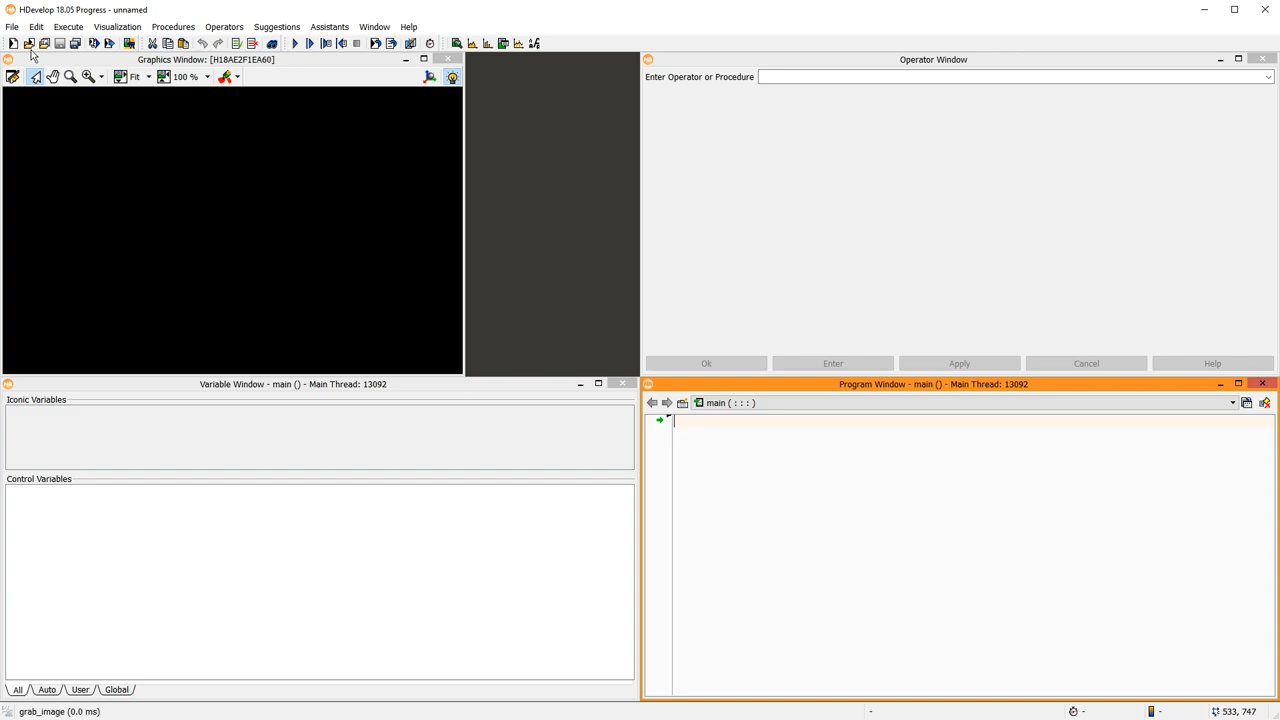 HDevelop 18.05 Progress - unnamed
File Edit Execute Visualization Procedures Operators Suggestions Assistants Window Help
Graphics Window: [H18AE2F1EA60]
Fit 100 %
Operator Window
Enter Operator or Procedure
Ok Enter Apply Cancel Help
Variable Window - main () - Main Thread: 13092
Iconic Variables
Control Variables
All Auto User Global
Program Window - main () - Main Thread: 13092
main ( : : : )
grab_image (0.0 ms) - - - 533, 747